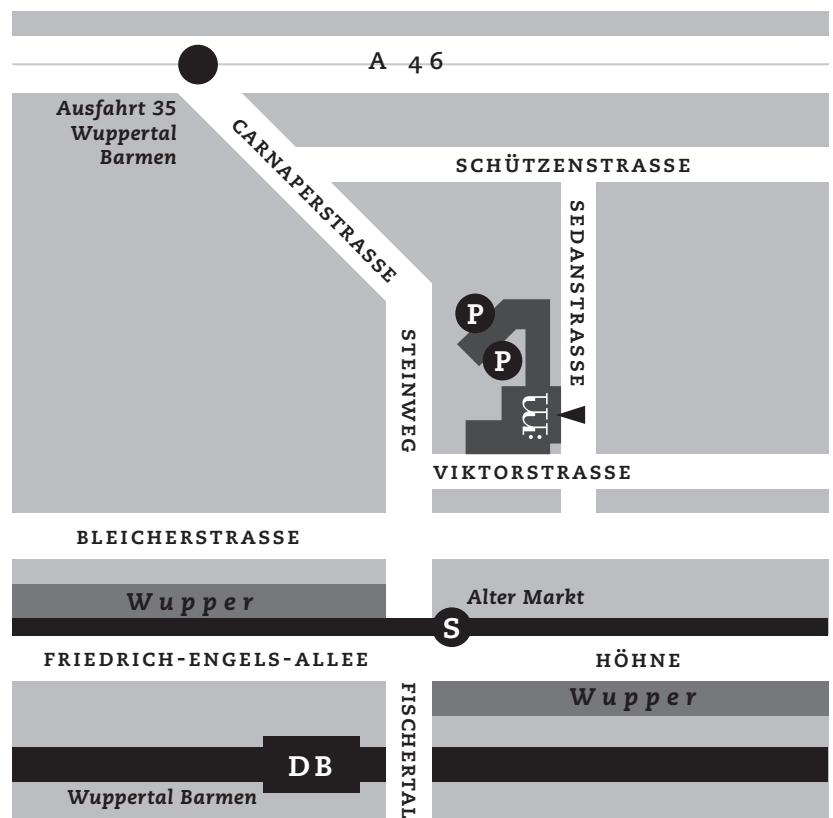 A 46
Ausfahrt 35
Wuppertal
Barmen
CARNAPERSTRASSE
SCHÜTZENSTRASSE
SEDANSTRASSE
P
P
STEINWEG
:m
VIKTORSTRASSE
BLEICHERSTRASSE
Wupper
Alter Markt
S
FRIEDRICH-ENGELS-ALLEE
HÖHNE
FISCHERTAL
Wupper
DB
Wuppertal Barmen